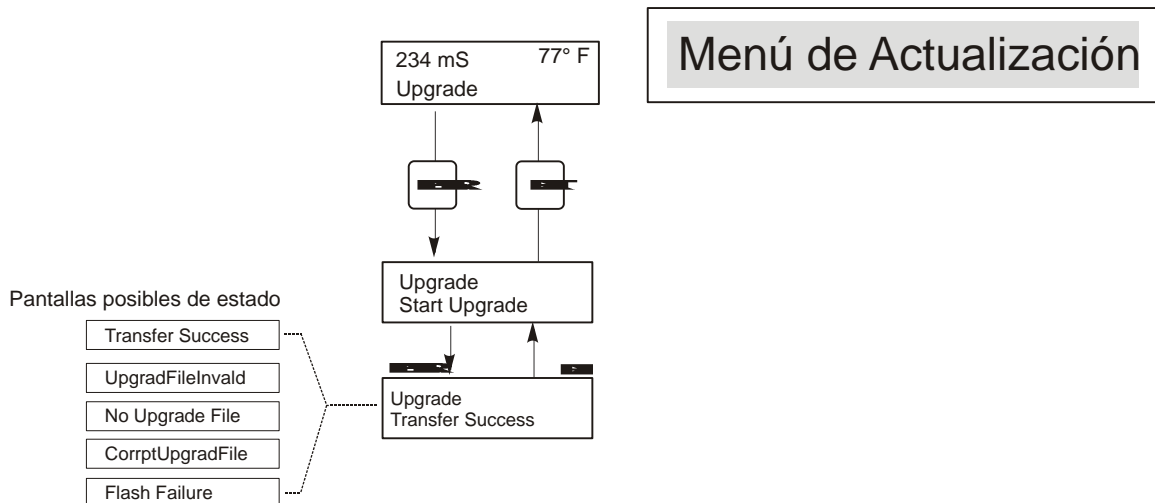 Menú de Actualización
234 mS 77° F
Upgrade
Upgrade
Start Upgrade
Pantallas posibles de estado
Transfer Success
UpgradFileInvald
No Upgrade File
CorrptUpgradFile
Flash Failure
Upgrade
Transfer Success